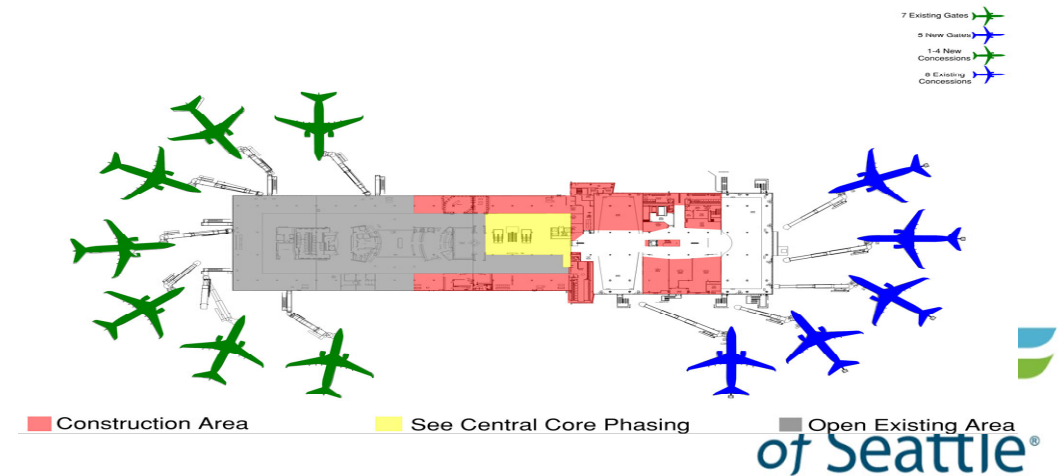 7 Existing Gates
5 New Gates
1-4 New
Concessions
6 Existing
Concessions
Construction Area
See Central Core Phasing
Open Existing Area
of Seattle®